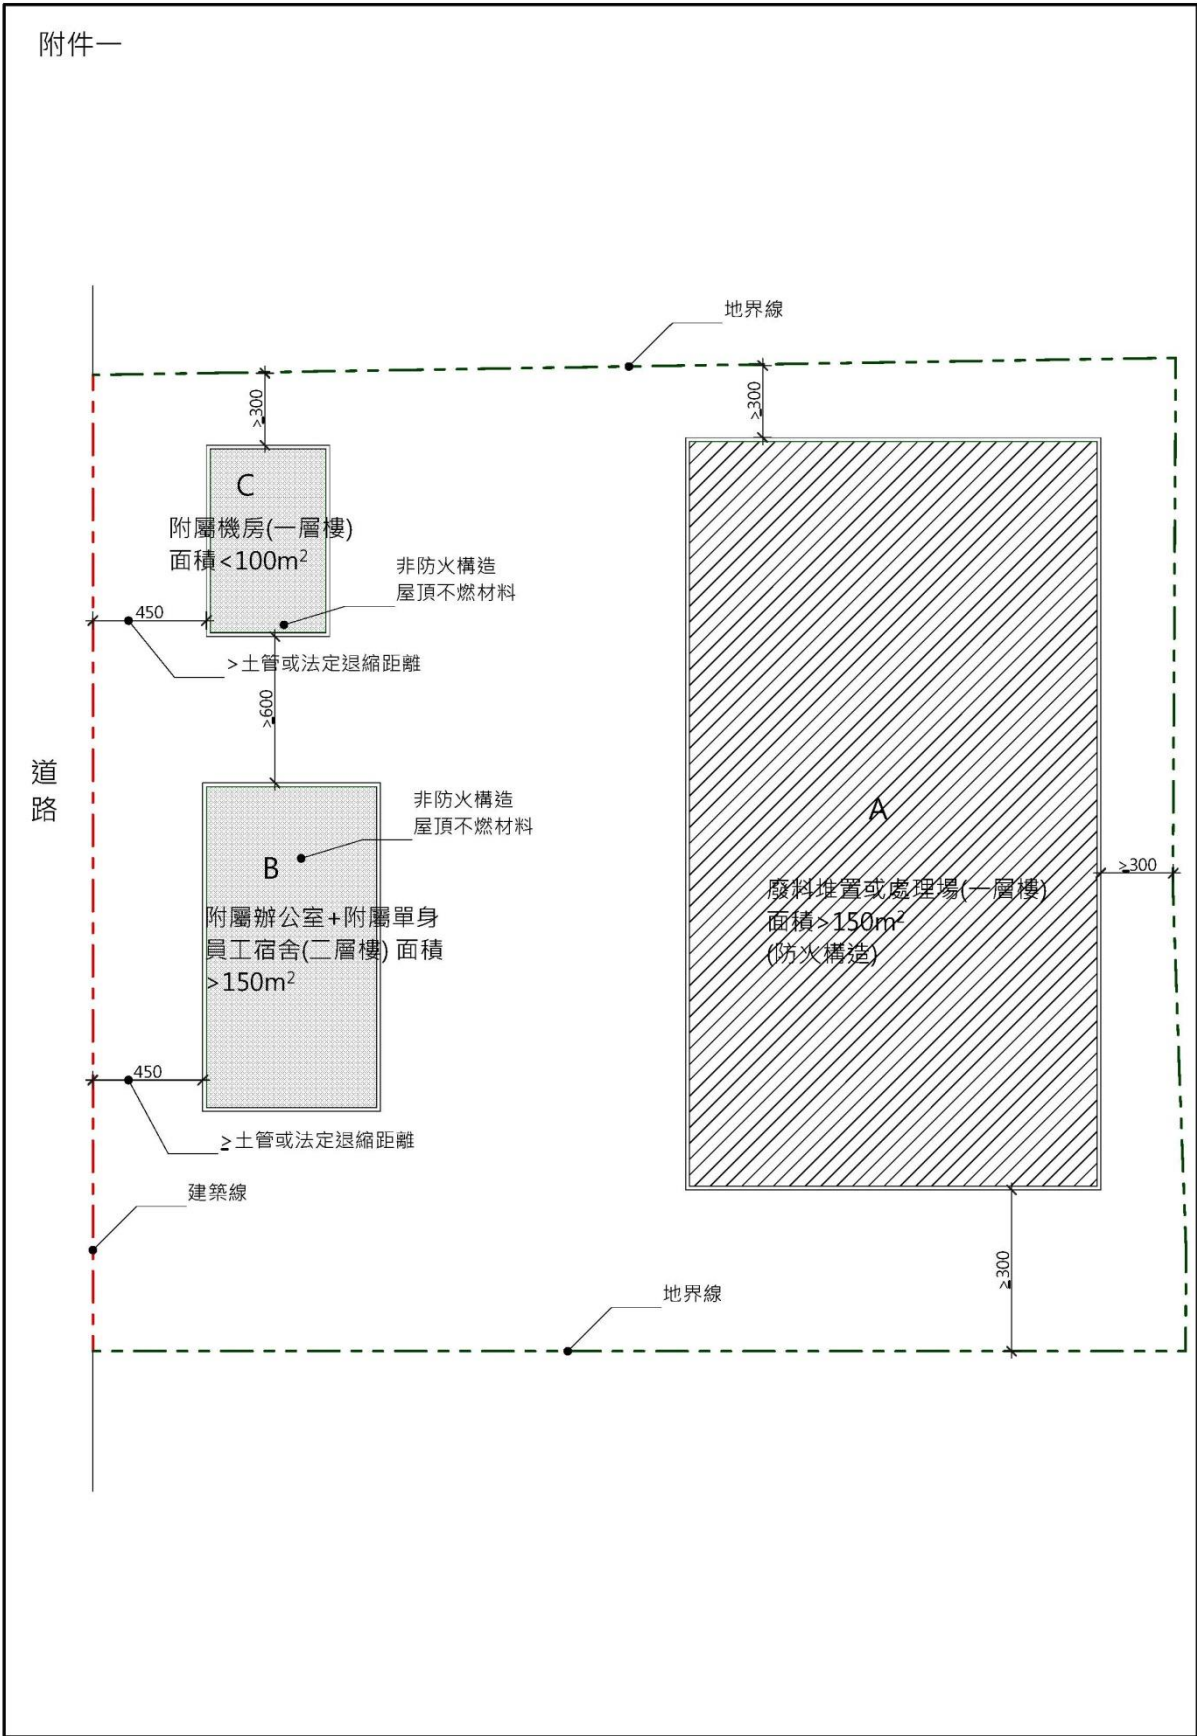 附件一
地界線
≥300
≥300
C
附屬機房(一層樓)
面積<100m²
非防火構造
屋頂不燃材料
450
>土管或法定退縮距離
≥600
道
路
非防火構造
屋頂不燃材料
B
附屬辦公室+附屬單身
員工宿舍(二層樓) 面積
>150m²
A
廢料堆置或處理場(一層樓)
面積>150m²
(防火構造)
≥300
450
≥土管或法定退縮距離
建築線
≥300
地界線